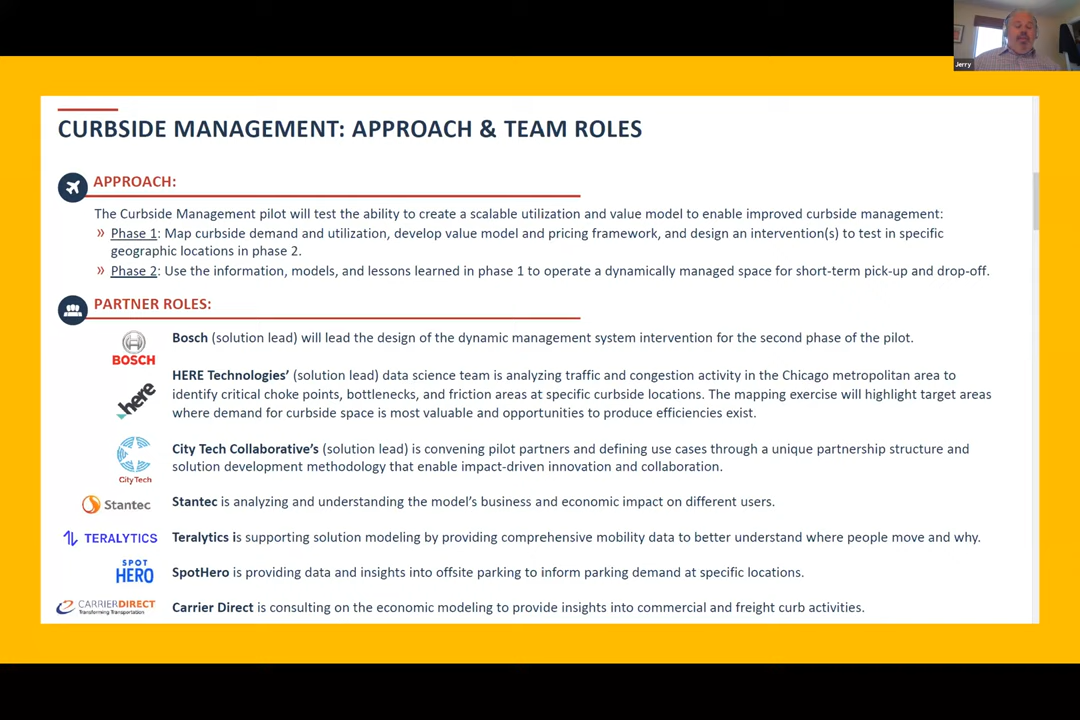 Jerry
CURBSIDE MANAGEMENT: APPROACH & TEAM ROLES
APPROACH:
The Curbside Management pilot will test the ability to create a scalable utilization and value model to enable improved curbside management:
» Phase 1: Map curbside demand and utilization, develop value model and pricing framework, and design an intervention(s) to test in specific
geographic locations in phase 2.
» Phase 2: Use the information, models, and lessons learned in phase 1 to operate a dynamically managed space for short-term pick-up and drop-off.
PARTNER ROLES:
BOSCH
Bosch (solution lead) will lead the design of the dynamic management system intervention for the second phase of the pilot.
here
HERE Technologies’ (solution lead) data science team is analyzing traffic and congestion activity in the Chicago metropolitan area to
identify critical choke points, bottlenecks, and friction areas at specific curbside locations. The mapping exercise will highlight target areas
where demand for curbside space is most valuable and opportunities to produce efficiencies exist.
CityTech
City Tech Collaborative’s (solution lead) is convening pilot partners and defining use cases through a unique partnership structure and
solution development methodology that enable impact-driven innovation and collaboration.
Stantec
Stantec is analyzing and understanding the model’s business and economic impact on different users.
TERALYTICS
Teralytics is supporting solution modeling by providing comprehensive mobility data to better understand where people move and why.
SPOT
HERO
SpotHero is providing data and insights into offsite parking to inform parking demand at specific locations.
CARRIERDIRECT
Transforming Transportation
Carrier Direct is consulting on the economic modeling to provide insights into commercial and freight curb activities.